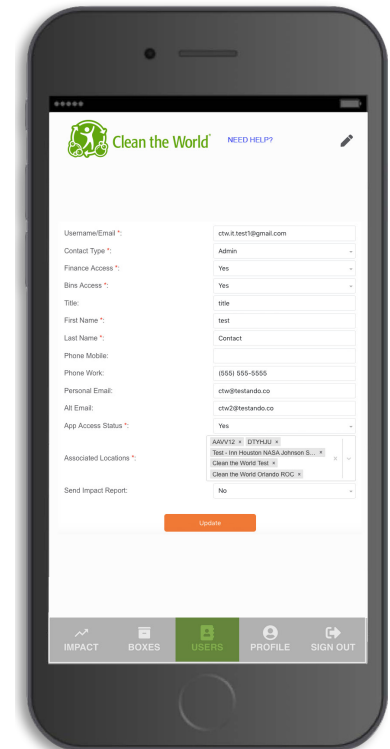 Clean the World
NEED HELP?
Username/Email *: ctw.it.test1@gmail.com
Contact Type *: Admin
Finance Access *: Yes
Bins Access *: Yes
Title: title
First Name *: test
Last Name *: Contact
Phone Mobile:
Phone Work: (555) 555-5555
Personal Email: ctw@testando.co
Alt Email: ctw2@testando.co
App Access Status *: Yes
Associated Locations *: AAVV12 × DTYHJU ×
Test - Inn Houston NASA Johnson S... ×
Clean the World Test ×
Clean the World Orlando ROC ×
Send Impact Report: No
Update
IMPACT BOXES USERS PROFILE SIGN OUT